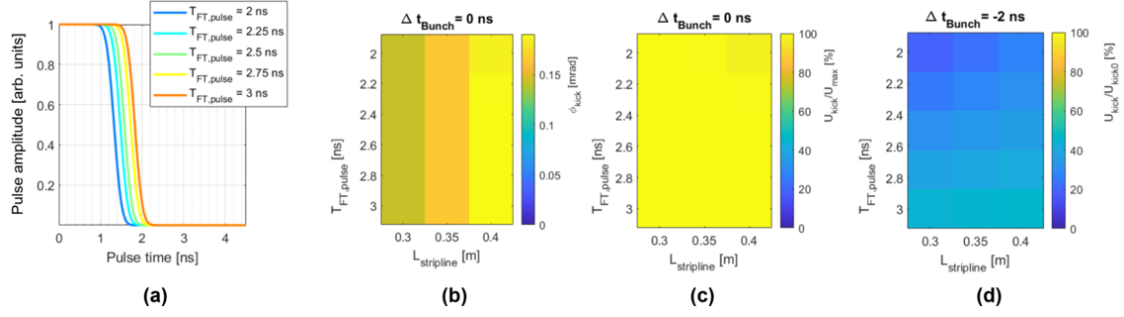 T_FT,pulse = 2 ns
T_FT,pulse = 2.25 ns
T_FT,pulse = 2.5 ns
T_FT,pulse = 2.75 ns
T_FT,pulse = 3 ns
Pulse amplitude [arb. units]
1
0.8
0.6
0.4
0.2
0 1 2 3 4
Pulse time [ns]
(a)
Δ t_Bunch = 0 ns
T_FT,pulse [ns]
2
2.2
2.4
2.6
2.8
3
0.3 0.35 0.4
L_stripline [m]
0.15
0.1
0.05
0
ϕ_kick [mrad]
(b)
Δ t_Bunch = 0 ns
T_FT,pulse [ns]
2
2.2
2.4
2.6
2.8
3
0.3 0.35 0.4
L_stripline [m]
100
80
60
40
20
0
U_kick/U_max [%]
(c)
Δ t_Bunch = -2 ns
T_FT,pulse [ns]
2
2.2
2.4
2.6
2.8
3
0.3 0.35 0.4
L_stripline [m]
100
80
60
40
20
0
U_kick/U_kick0 [%]
(d)